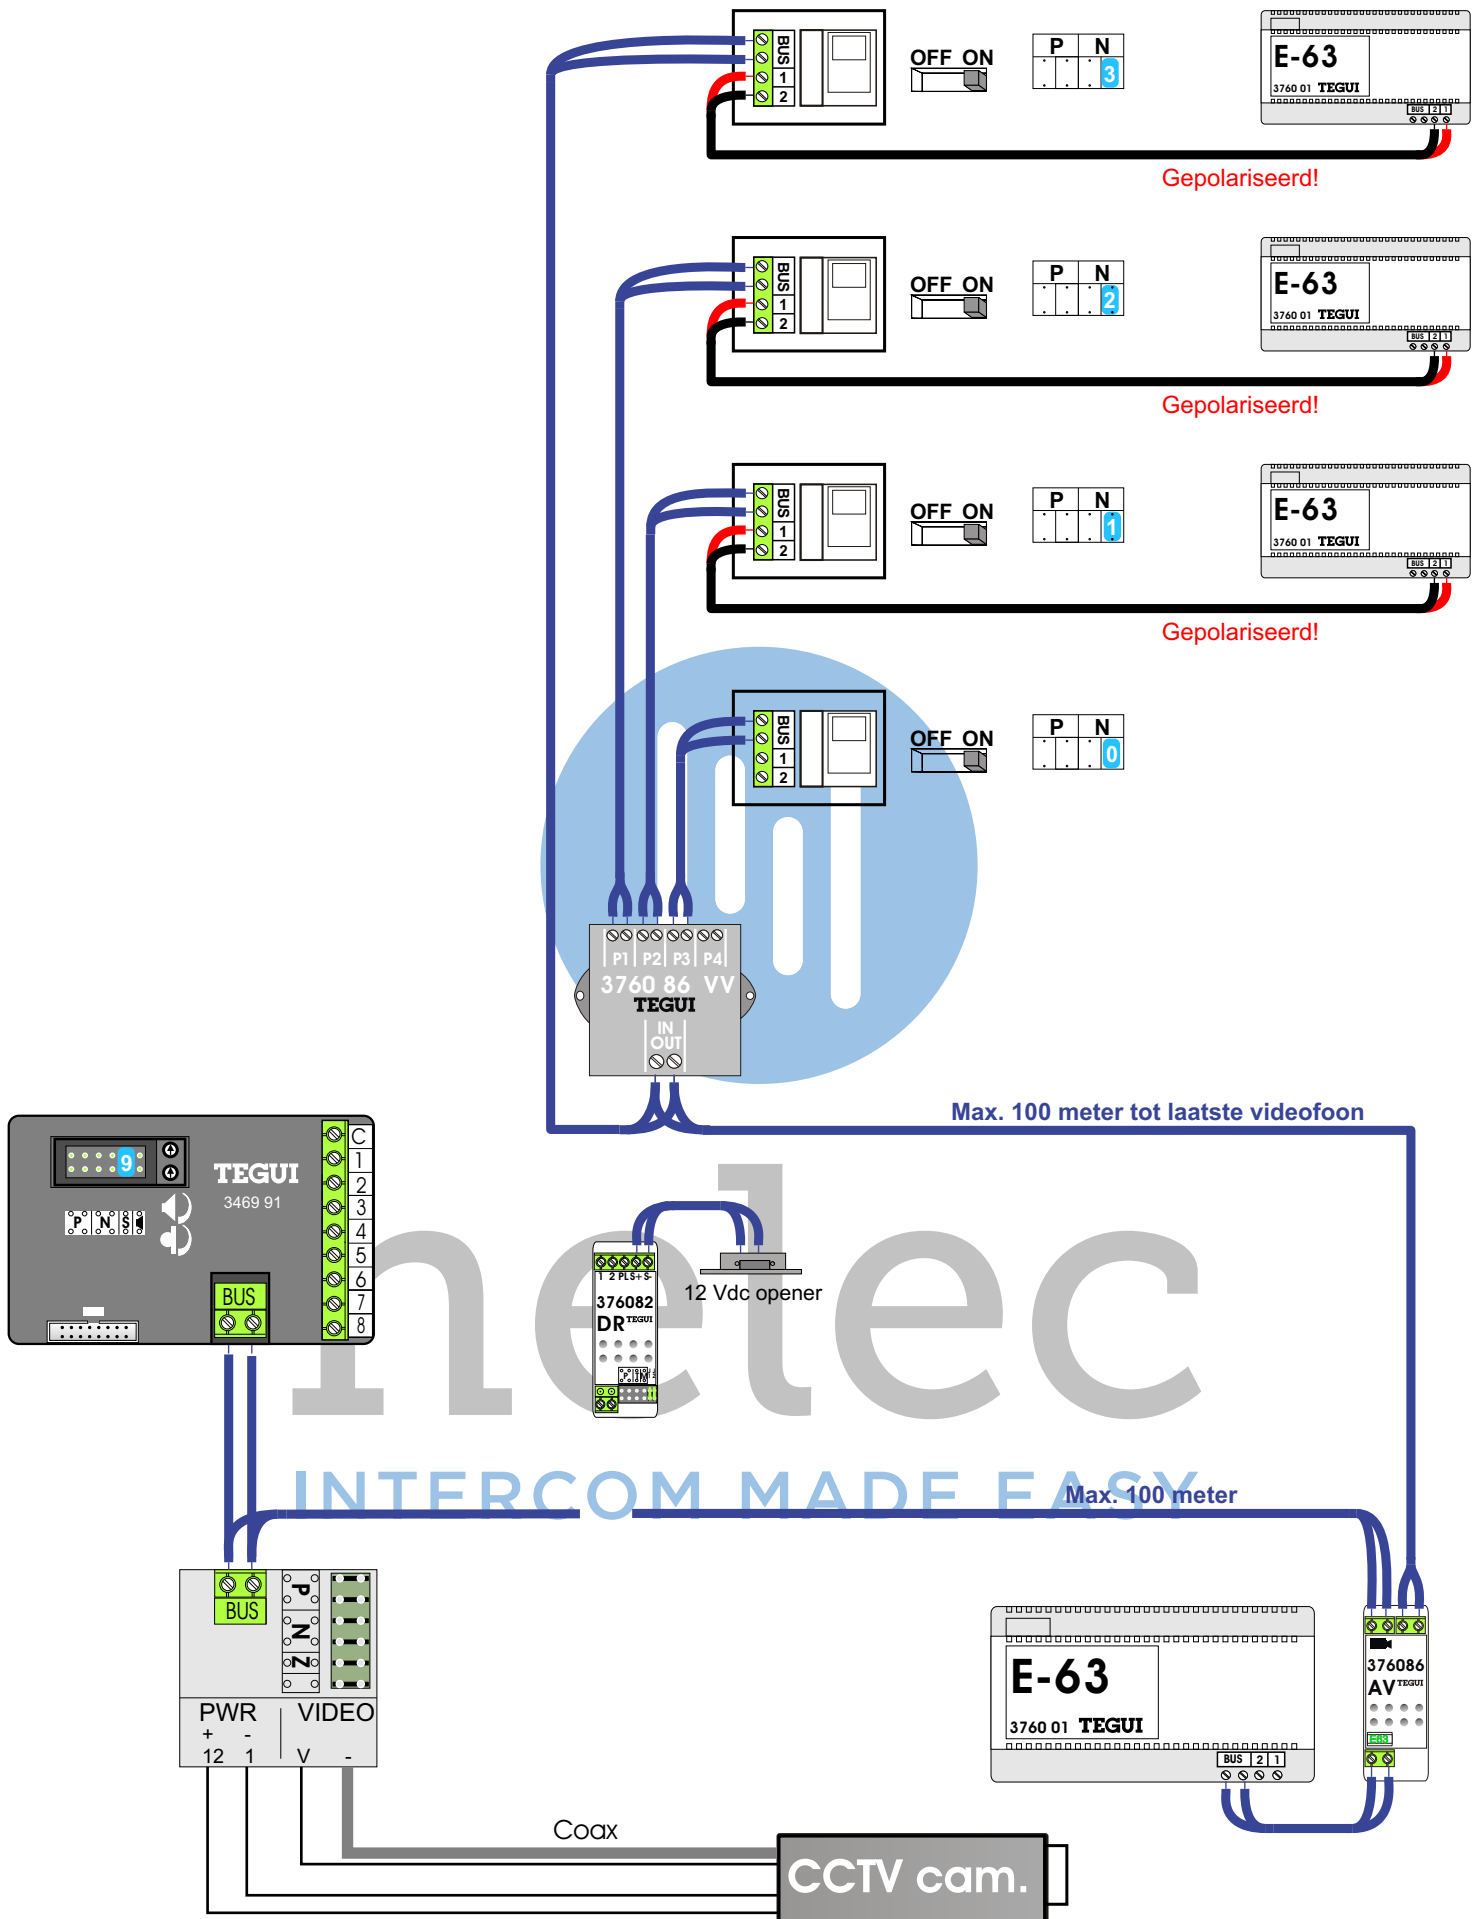 BUS
1
2
OFF ON
P N
3
E-63
3760 01 TEGUI
BUS 2 1
Gepolariseerd!
BUS
1
2
OFF ON
P N
2
E-63
3760 01 TEGUI
BUS 2 1
Gepolariseerd!
BUS
1
2
OFF ON
P N
1
E-63
3760 01 TEGUI
BUS 2 1
Gepolariseerd!
BUS
1
2
OFF ON
P N
0
P1 P2 P3 P4
3760 86 VV
TEGUI
IN
OUT
Max. 100 meter tot laatste videofoon
9
TEGUI
3469 91
P N S
C
1
2
3
4
5
6
7
8
BUS
nelec
INTERCOM MADE EASY
1 2 PL S+ S-
376082
DR TEGUI
P TM
12 Vdc opener
Max. 100 meter
BUS
P
N
Z
PWR VIDEO
+ -
12 1 V -
E-63
3760 01 TEGUI
BUS 2 1
376086
AV TEGUI
E63
Coax
CCTV cam.